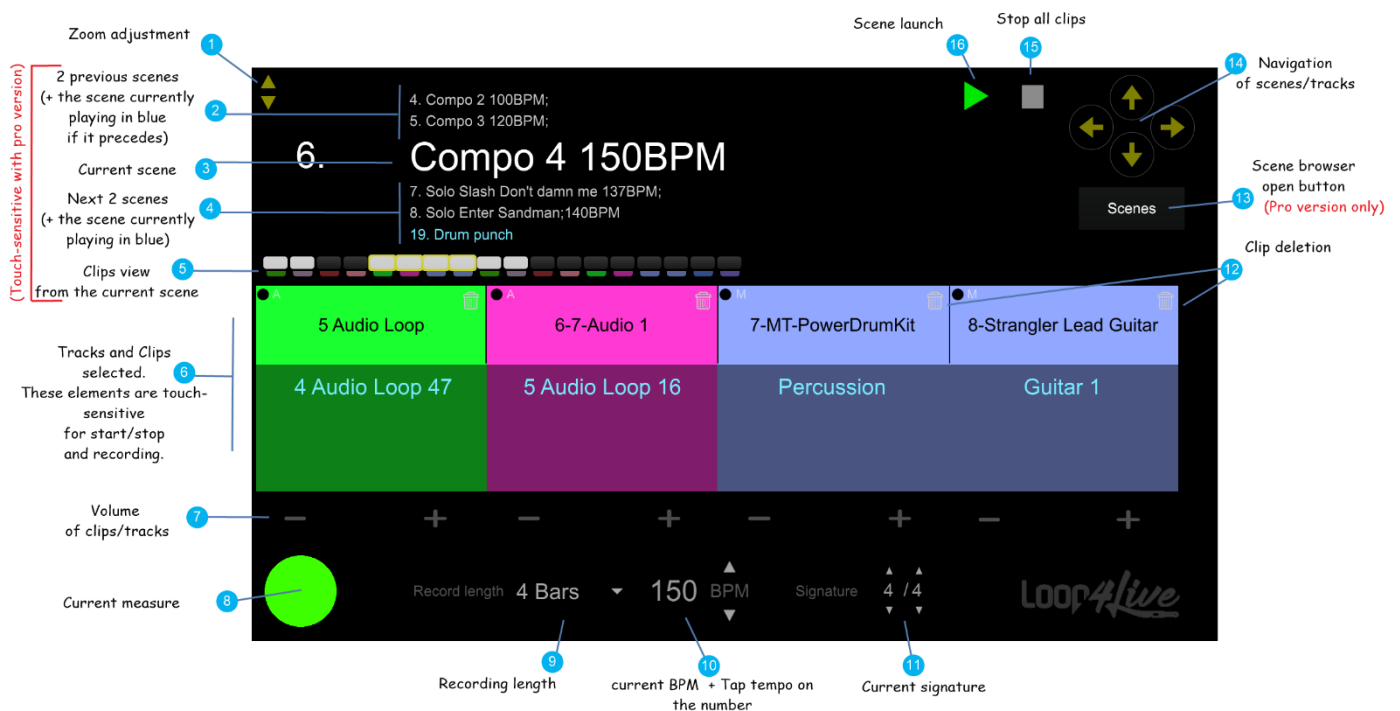 Zoom adjustment
1
(Touch-sensitive with pro version)
2 previous scenes
(+ the scene currently
playing in blue
if it precedes)
2
Current scene
3
Next 2 scenes
(+ the scene currently
playing in blue)
4
Clips view
from the current scene
5
Tracks and Clips
selected.
These elements are touch-
sensitive
for start/stop
and recording.
6
Volume
of clips/tracks
7
Current measure
8
Scene launch
16
Stop all clips
15
14
Navigation
of scenes/tracks
Scene browser
open button
(Pro version only)
13
Clip deletion
12
4. Compo 2 100BPM;
5. Compo 3 120BPM;
6.
Compo 4 150BPM
7. Solo Slash Don't damn me 137BPM;
8. Solo Enter Sandman;140BPM
19. Drum punch
Scenes
A
5 Audio Loop
A
6-7-Audio 1
M
7-MT-PowerDrumKit
M
8-Strangler Lead Guitar
4 Audio Loop 47
5 Audio Loop 16
Percussion
Guitar 1
− + − + − + − +
Record length 4 Bars
150 BPM
Signature 4 / 4
Loop4Live
9
Recording length
10
current BPM + Tap tempo on
the number
11
Current signature